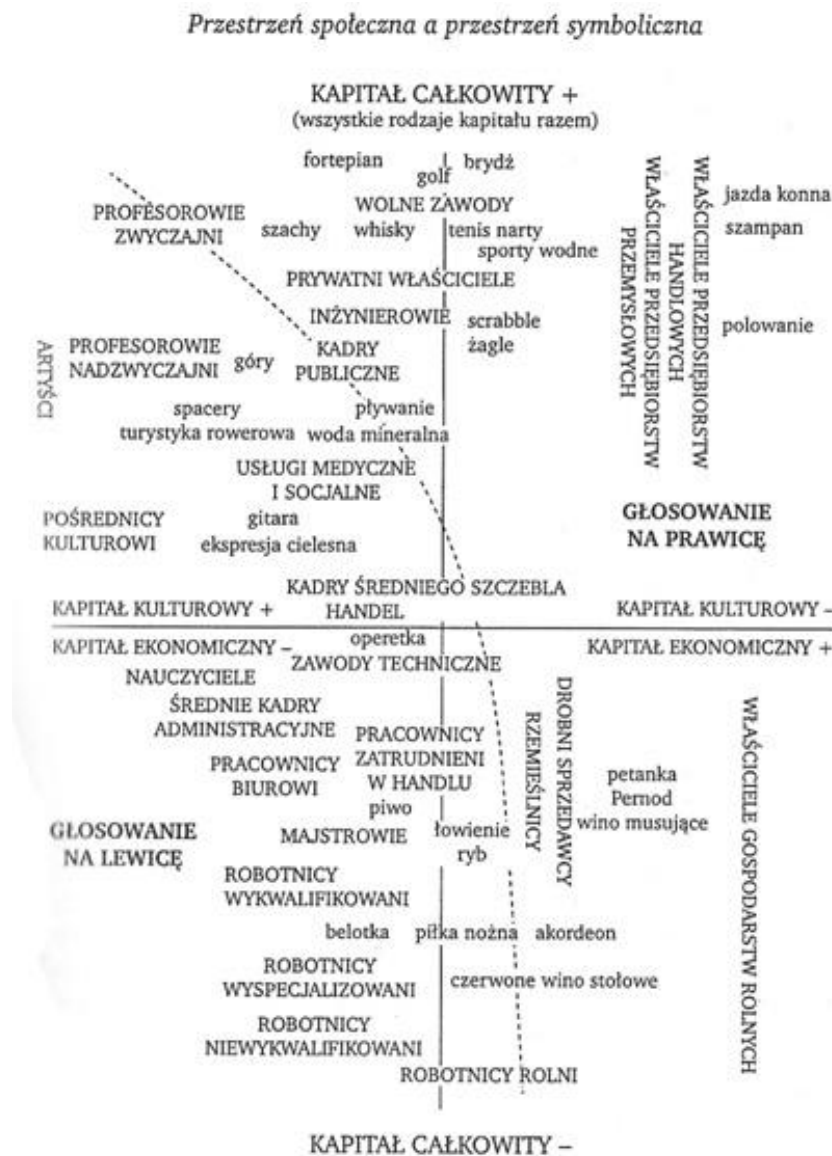 Przestrzeń społeczna a przestrzeń symboliczna
KAPITAŁ CAŁKOWITY +
(wszystkie rodzaje kapitału razem)
fortepian
brydż
golf
WOLNE ZAWODY
PROFESOROWIE
ZWYCZAJNI
szachy
whisky
tenis narty
sporty wodne
WŁAŚCICIELE PRZEDSIĘBIORSTW
PRZEMYSŁOWYCH
WŁAŚCICIELE PRZEDSIĘBIORSTW
HANDLOWYCH
jazda konna
szampan
polowanie
PRYWATNI WŁAŚCICIELE
INŻYNIEROWIE
scrabble
żagle
ARTYŚCI
PROFESOROWIE
NADZWYCZAJNI
góry
KADRY
PUBLICZNE
spacery
pływanie
turystyka rowerowa
woda mineralna
USŁUGI MEDYCZNE
I SOCJALNE
POŚREDNICY
KULTUROWI
gitara
ekspresja cielesna
GŁOSOWANIE
NA PRAWICĘ
KADRY ŚREDNIEGO SZCZEBLA
KAPITAŁ KULTUROWY +
HANDEL
KAPITAŁ KULTUROWY –
KAPITAŁ EKONOMICZNY –
operetka
KAPITAŁ EKONOMICZNY +
ZAWODY TECHNICZNE
NAUCZYCIELE
ŚREDNIE KADRY
ADMINISTRACYJNE
PRACOWNICY
ZATRUDNIENI
W HANDLU
PRACOWNICY
BIUROWI
RZEMIEŚLNICY
DROBNI SPRZEDAWCY
petanka
Pernod
wino musujące
WŁAŚCICIELE GOSPODARSTW ROLNYCH
piwo
GŁOSOWANIE
NA LEWICĘ
MAJSTROWIE
łowienie
ryb
ROBOTNICY
WYKWALIFIKOWANI
belotka
piłka nożna
akordeon
ROBOTNICY
WYSPECJALIZOWANI
czerwone wino stołowe
ROBOTNICY
NIEWYKWALIFIKOWANI
ROBOTNICY ROLNI
KAPITAŁ CAŁKOWITY –